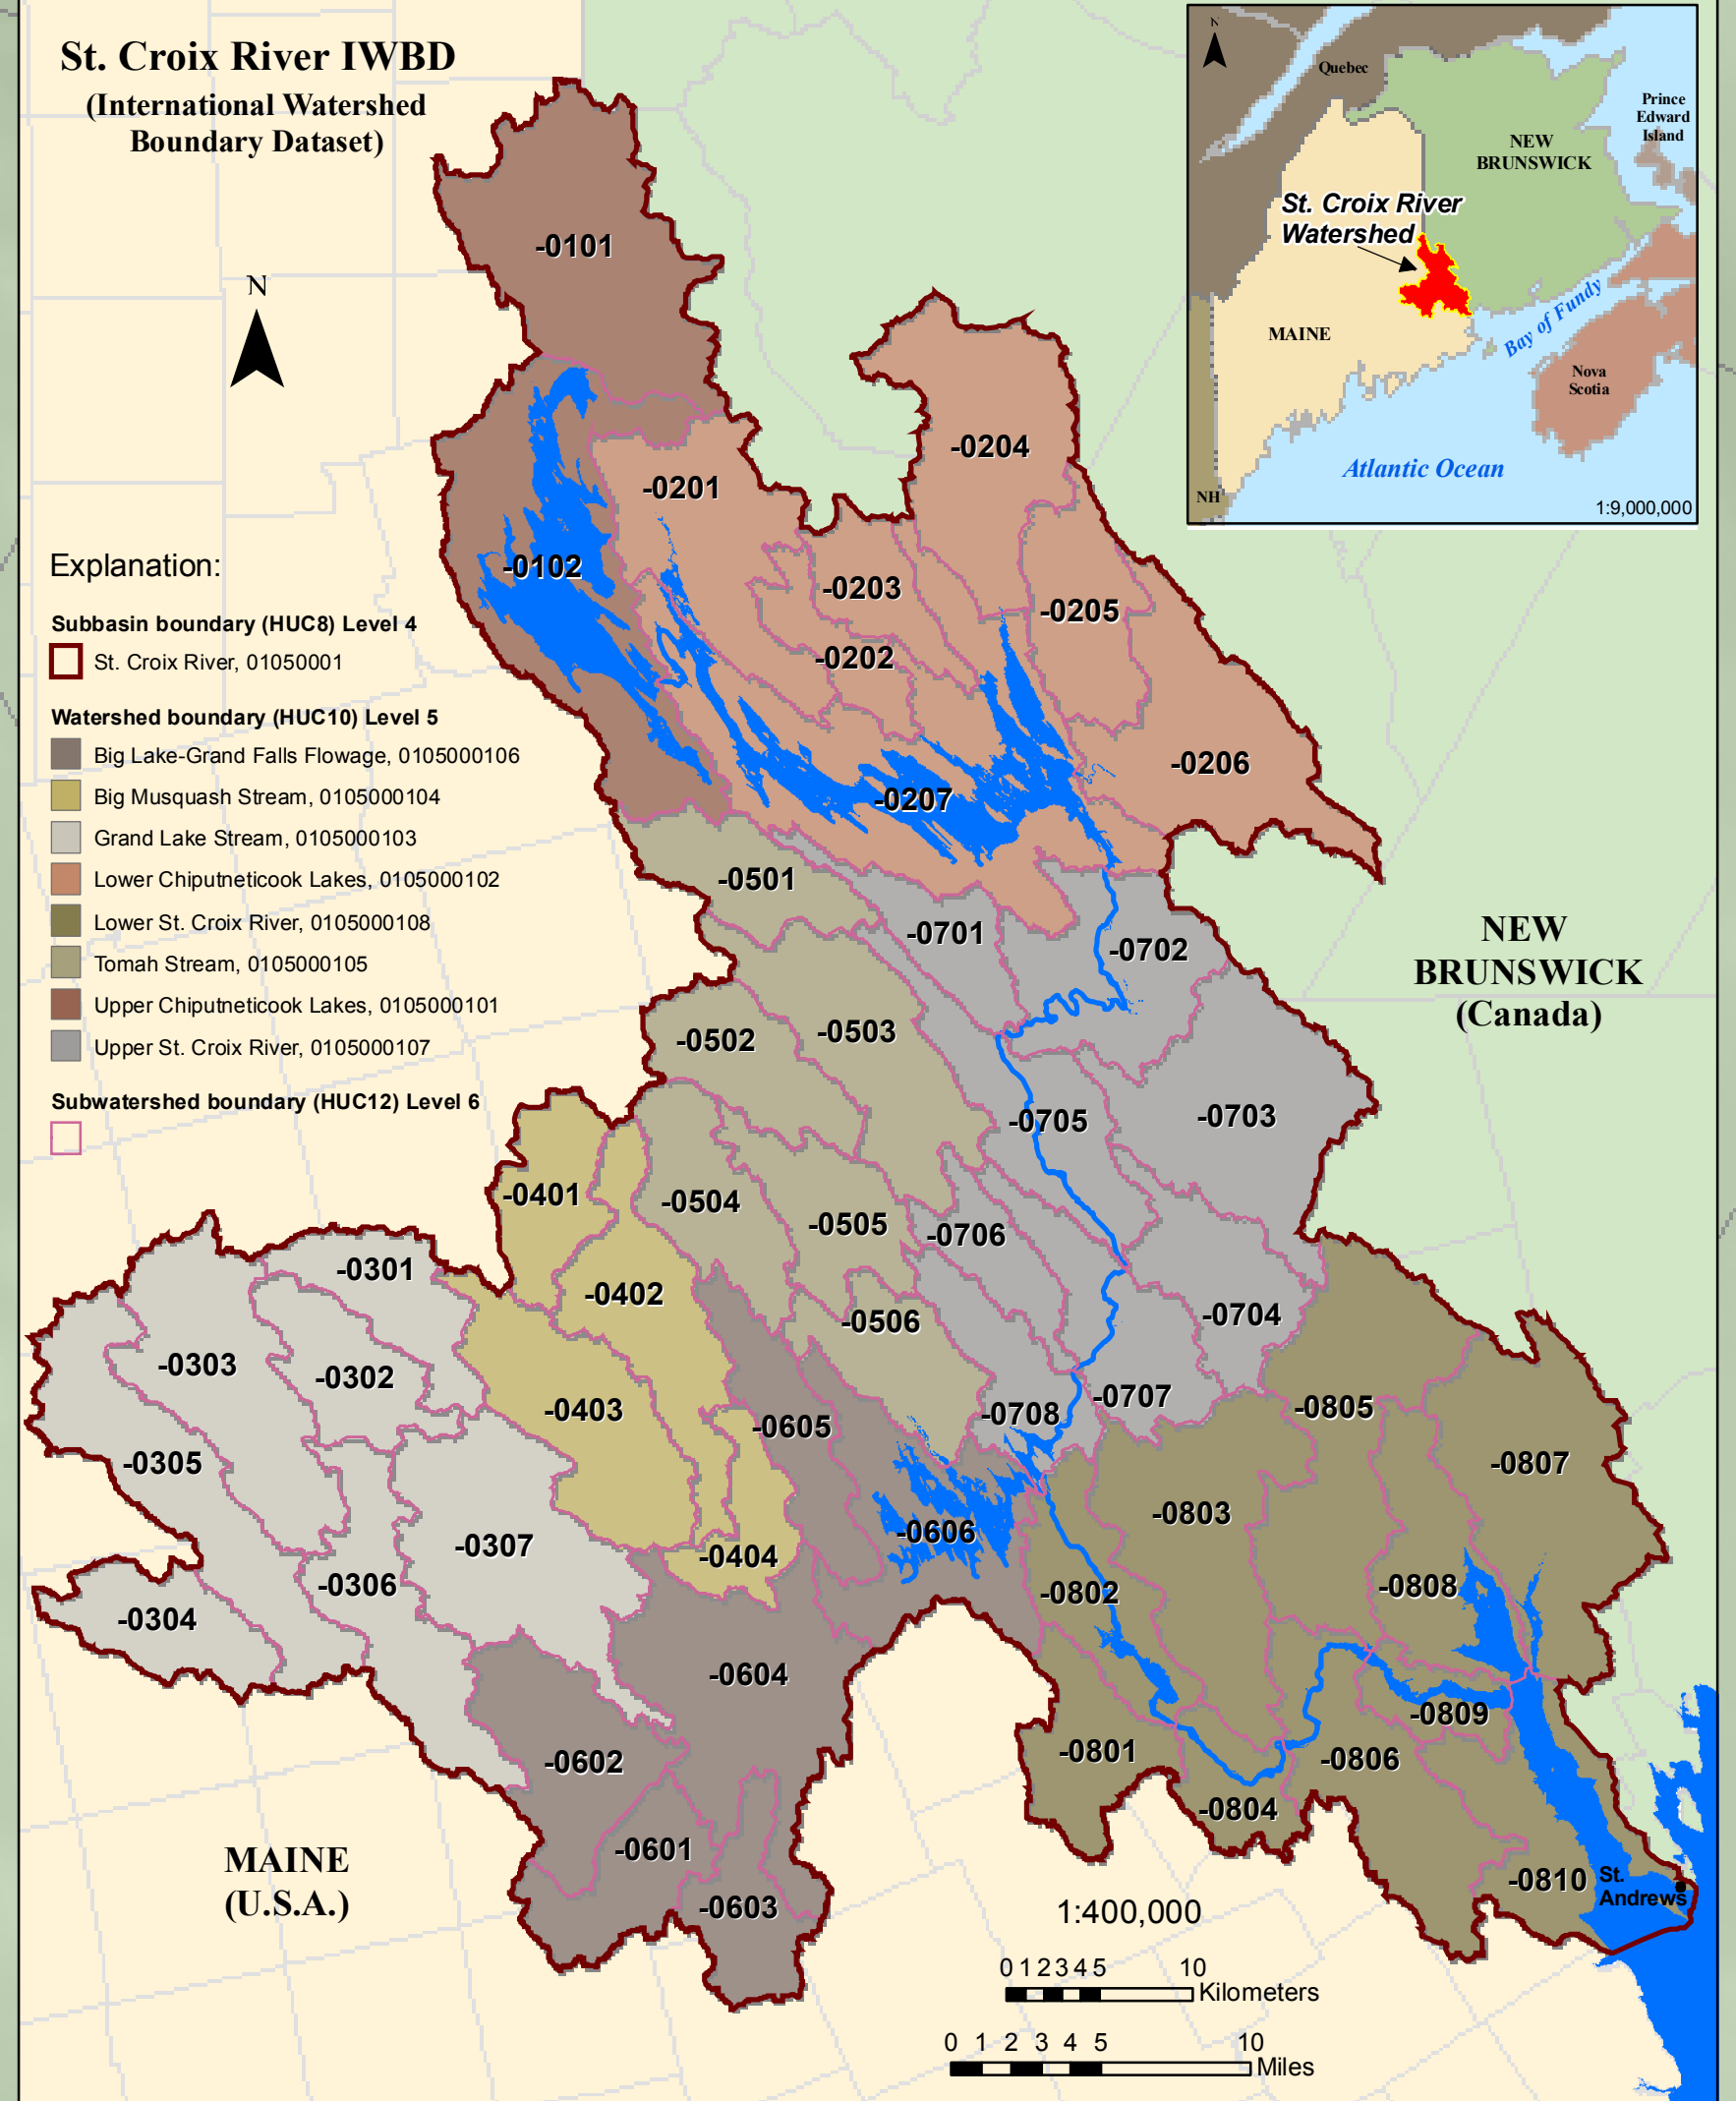 St. Croix River IWBD
(International Watershed
Boundary Dataset)
N
Explanation:
Subbasin boundary (HUC8) Level 4
St. Croix River, 01050001
Watershed boundary (HUC10) Level 5
Big Lake-Grand Falls Flowage, 0105000106
Big Musquash Stream, 0105000104
Grand Lake Stream, 0105000103
Lower Chiputneticook Lakes, 0105000102
Lower St. Croix River, 0105000108
Tomah Stream, 0105000105
Upper Chiputneticook Lakes, 0105000101
Upper St. Croix River, 0105000107
Subwatershed boundary (HUC12) Level 6
N
Quebec
Prince
Edward
Island
NEW
BRUNSWICK
St. Croix River
Watershed
MAINE
Bay of Fundy
Nova
Scotia
Atlantic Ocean
NH
1:9,000,000
-0101
-0102
-0201
-0204
-0203
-0205
-0202
-0206
-0207
-0501
-0701
-0702
NEW
BRUNSWICK
(Canada)
-0502
-0503
-0705
-0703
-0401
-0504
-0505
-0706
-0301
-0402
-0506
-0704
-0303
-0302
-0403
-0605
-0708
-0707
-0805
-0305
-0807
-0307
-0404
-0606
-0803
-0306
-0802
-0808
-0304
-0604
-0809
-0602
-0801
-0806
-0601
-0804
-0603
-0810
St.
Andrews
MAINE
(U.S.A.)
1:400,000
0 1 2 3 4 5 10
Kilometers
0 1 2 3 4 5 10
Miles